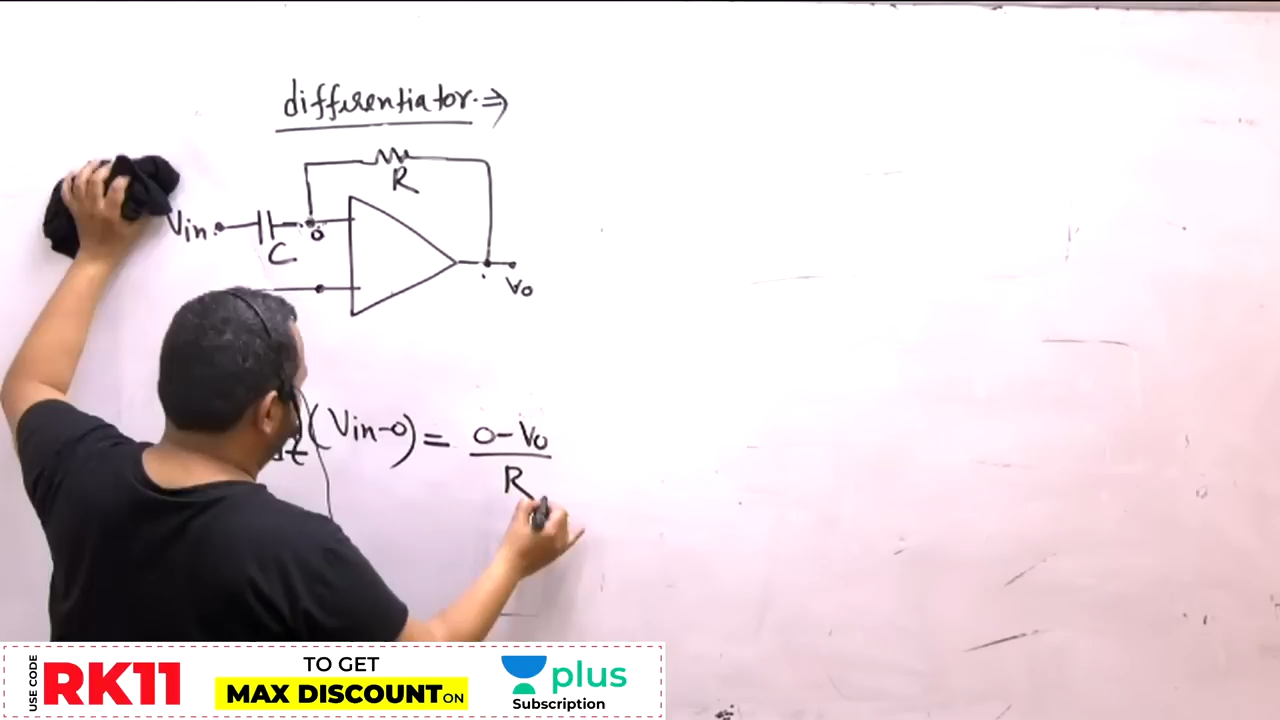 differentiator. ⇒
R
Vin
C
0
Vo
(Vin-0) = 0-Vo
R
USE CODE
RK11
TO GET
MAX DISCOUNT ON
plus
Subscription